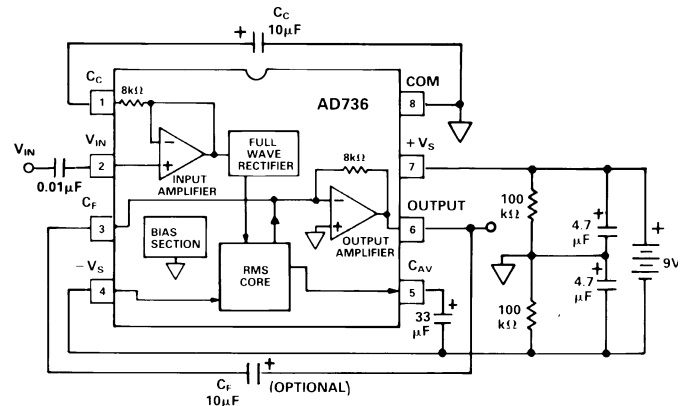 C_C
10μF
+
C_C
8kΩ
1
COM
8
AD736
V_IN
0.01μF
V_IN
2
−
+
INPUT
AMPLIFIER
FULL
WAVE
RECTIFIER
+V_S
7
8kΩ
C_F
3
BIAS
SECTION
−
+
OUTPUT
AMPLIFIER
OUTPUT
6
100
kΩ
+
4.7
μF
+
9V
−V_S
4
RMS
CORE
C_AV
5
+
33
μF
100
kΩ
+
4.7
μF
C_F
10μF
+
(OPTIONAL)